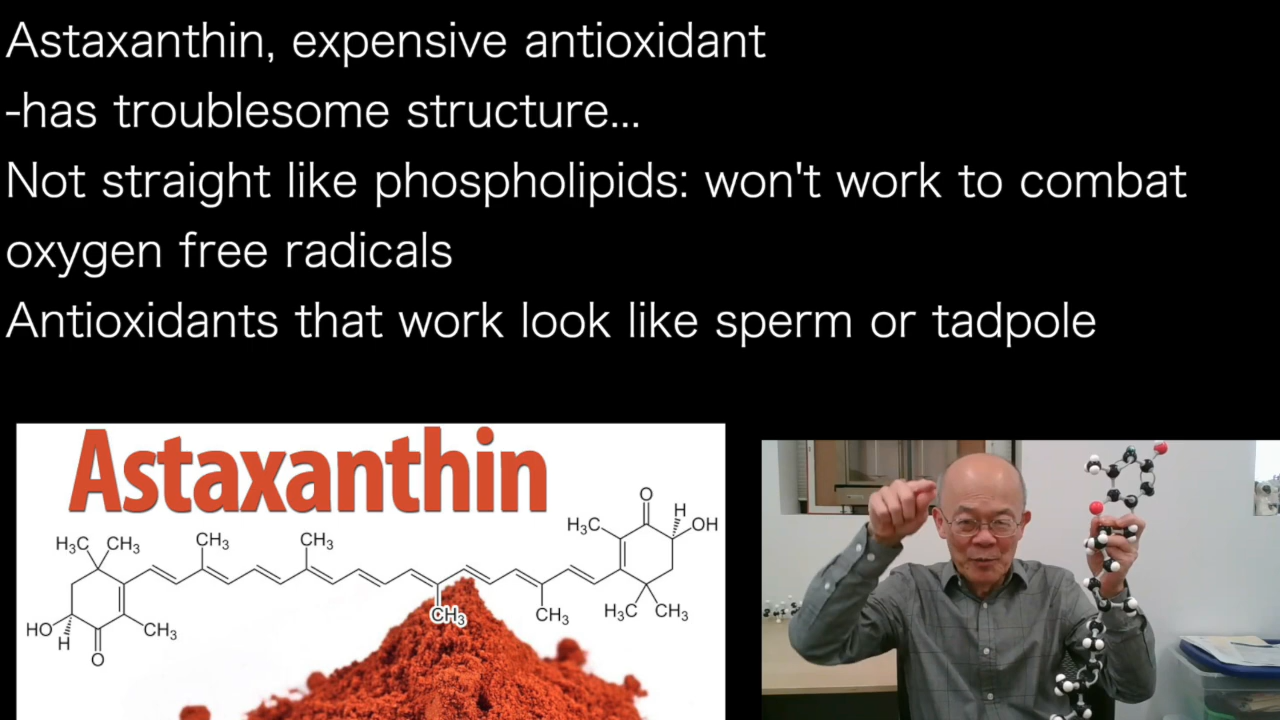 Astaxanthin, expensive antioxidant
-has troublesome structure...
Not straight like phospholipids: won't work to combat
oxygen free radicals
Antioxidants that work look like sperm or tadpole
Astaxanthin
H₃C CH₃ CH₃ CH₃ H₃C O H OH
HO H O CH₃ CH₃ CH₃ H₃C CH₃